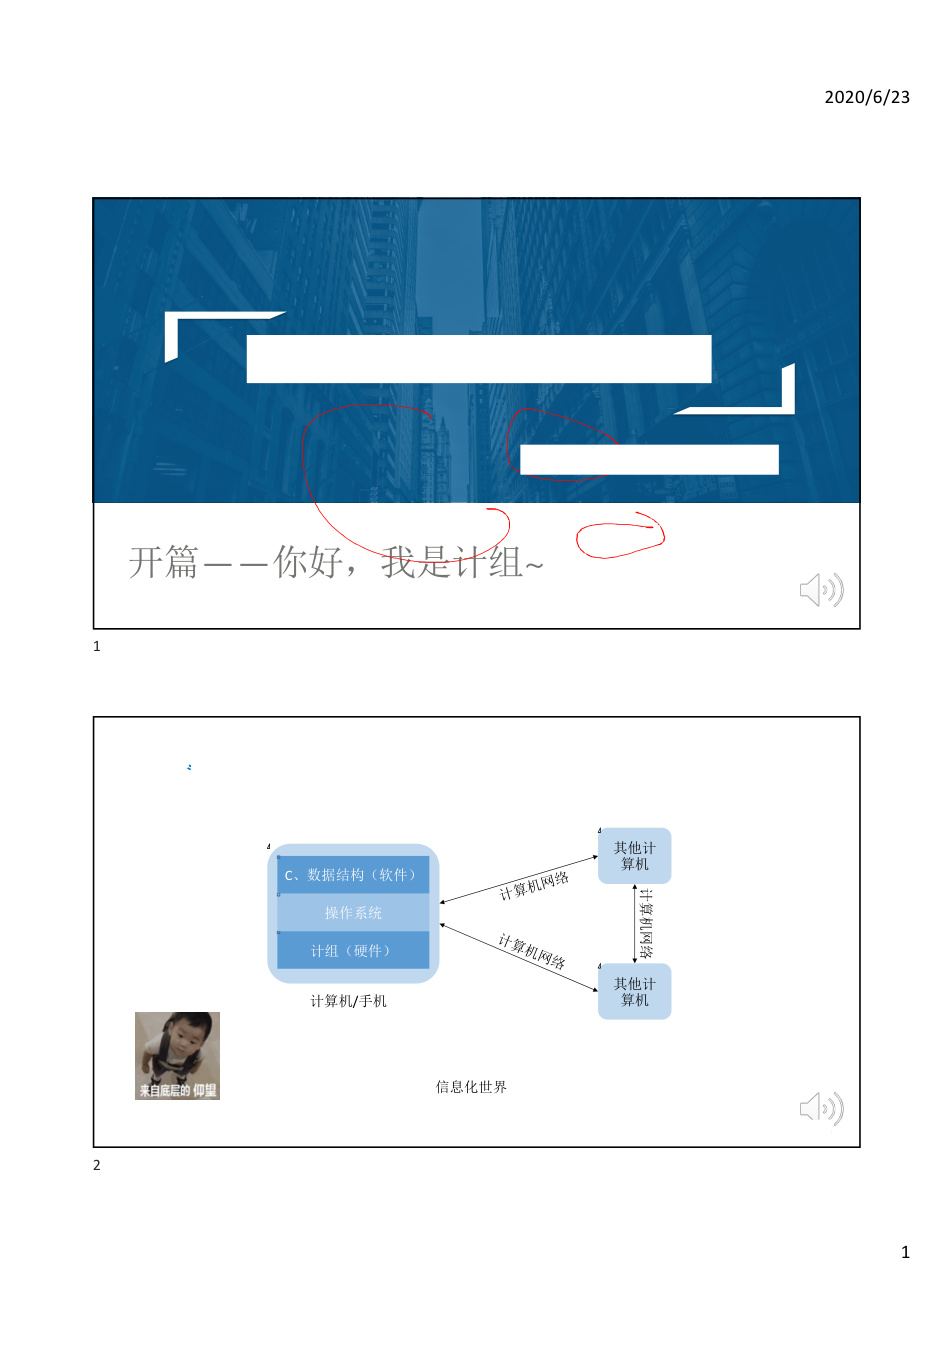 2020/6/23
开篇——你好，我是计组~
1
C、数据结构（软件）
操作系统
计组（硬件）
计算机/手机
计算机网络
计算机网络
其他计
算机
计算机网络
其他计
算机
来自底层的 仰望
信息化世界
2
1